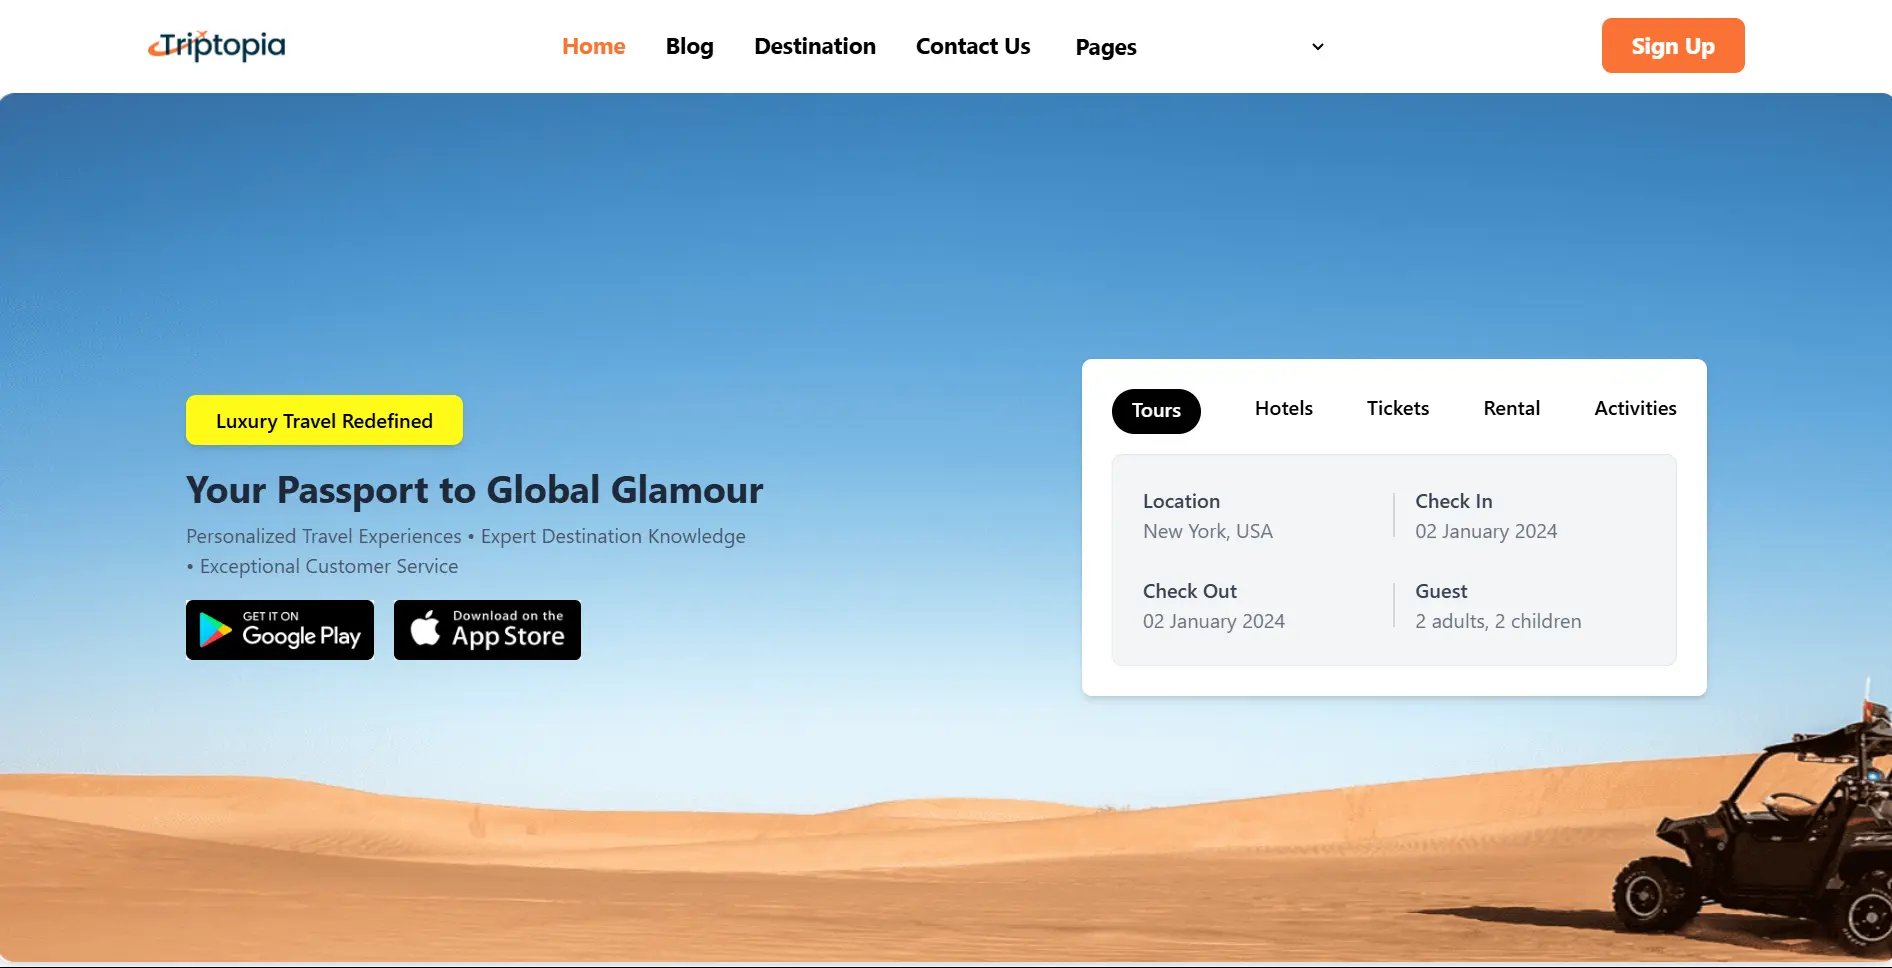 Triptopia
Home Blog Destination Contact Us Pages
Sign Up
Luxury Travel Redefined
Your Passport to Global Glamour
Personalized Travel Experiences • Expert Destination Knowledge
• Exceptional Customer Service
GET IT ON
Google Play
Download on the
App Store
Tours Hotels Tickets Rental Activities
Location
New York, USA
Check In
02 January 2024
Check Out
02 January 2024
Guest
2 adults, 2 children